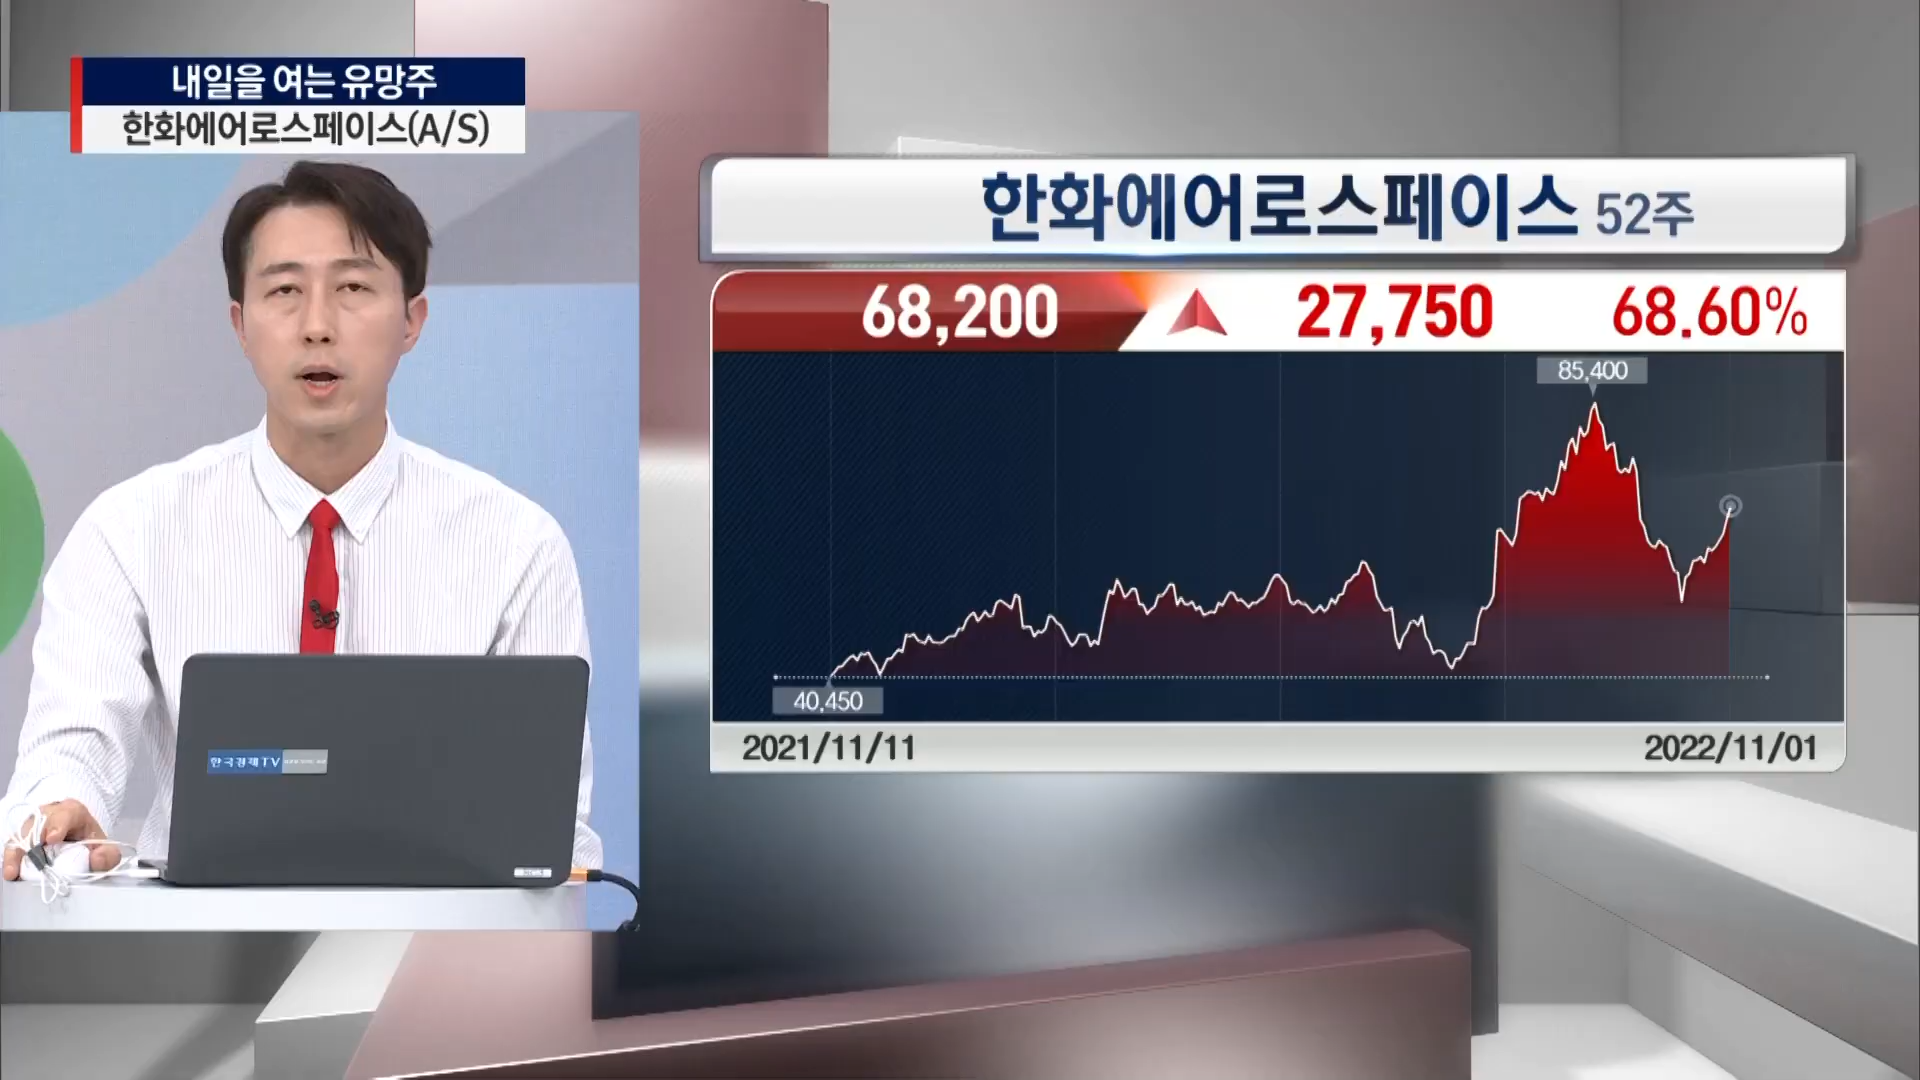 내일을 여는 유망주
한화에어로스페이스(A/S)
한화에어로스페이스 52주
68,200 27,750 68.60%
85,400
40,450
2021/11/11 2022/11/01
한국경제TV